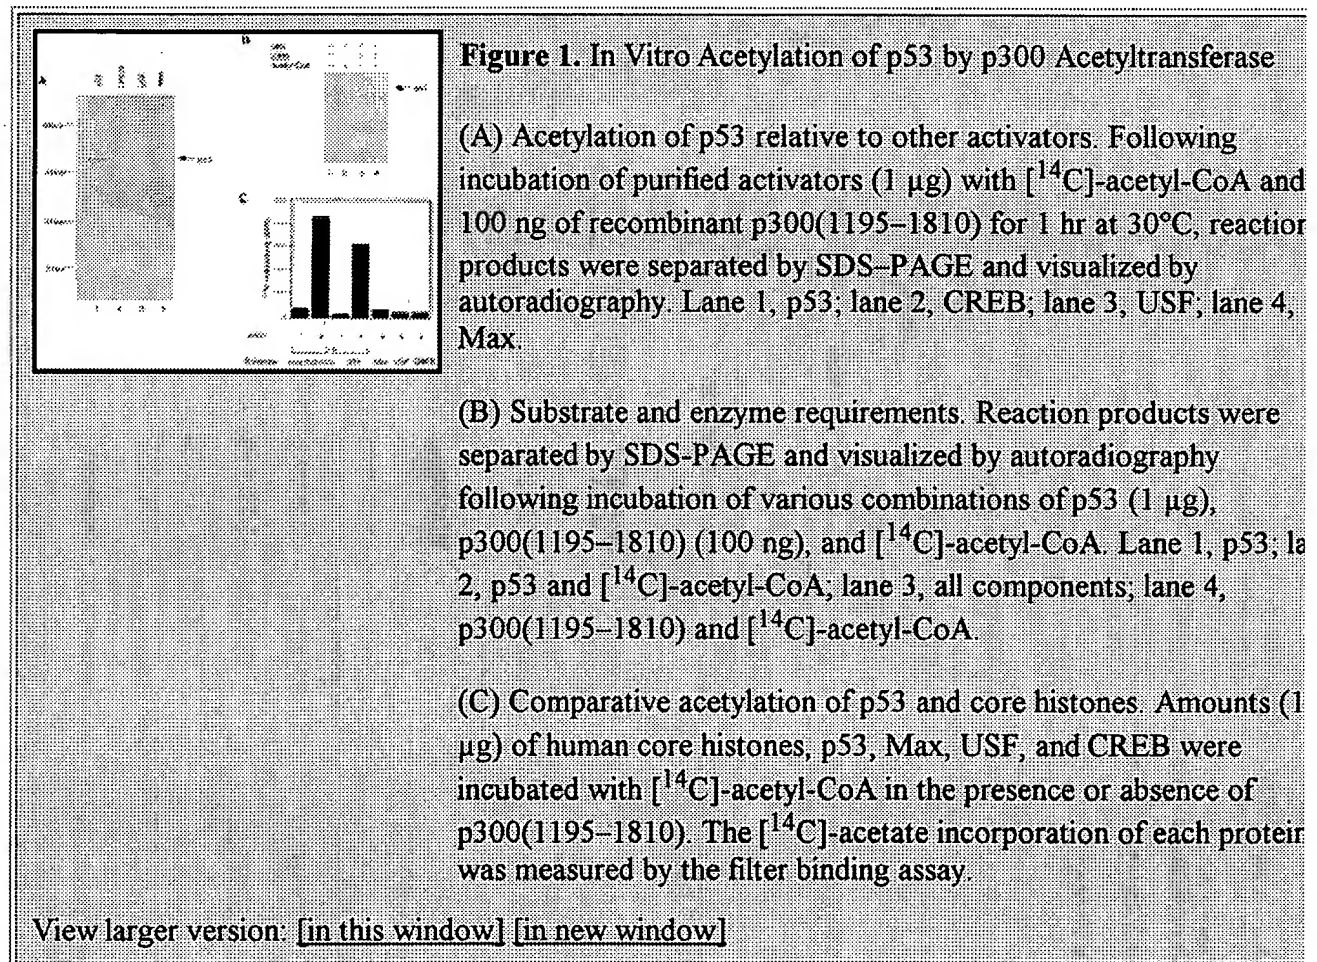 A
B
C
1 2 3 4
Figure 1. In Vitro Acetylation of p53 by p300 Acetyltransferase
(A) Acetylation of p53 relative to other activators. Following
incubation of purified activators (1 μg) with [14C]-acetyl-CoA and
100 ng of recombinant p300(1195–1810) for 1 hr at 30°C, reaction
products were separated by SDS–PAGE and visualized by
autoradiography. Lane 1, p53; lane 2, CREB; lane 3, USF; lane 4,
Max.
(B) Substrate and enzyme requirements. Reaction products were
separated by SDS-PAGE and visualized by autoradiography
following incubation of various combinations of p53 (1 μg),
p300(1195–1810) (100 ng), and [14C]-acetyl-CoA. Lane 1, p53;
2, p53 and [14C]-acetyl-CoA; lane 3, all components; lane 4,
p300(1195–1810) and [14C]-acetyl-CoA.
(C) Comparative acetylation of p53 and core histones. Amounts (1
μg) of human core histones, p53, Max, USF, and CREB were
incubated with [14C]-acetyl-CoA in the presence or absence of
p300(1195–1810). The [14C]-acetate incorporation of each protein
was measured by the filter binding assay.
View larger version: [in this window] [in new window]